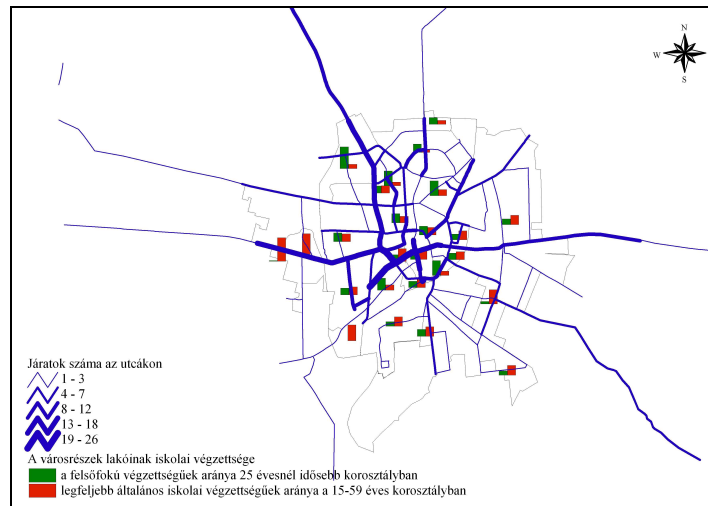 N
W
E
S
Járatok száma az utcákon
1 - 3
4 - 7
8 - 12
13 - 18
19 - 26
A városrészek lakóinak iskolai végzettsége
a felsőfokú végzettségűek aránya 25 évesnél idősebb korosztályban
legfeljebb általános iskolai végzettségűek aránya a 15-59 éves korosztályban